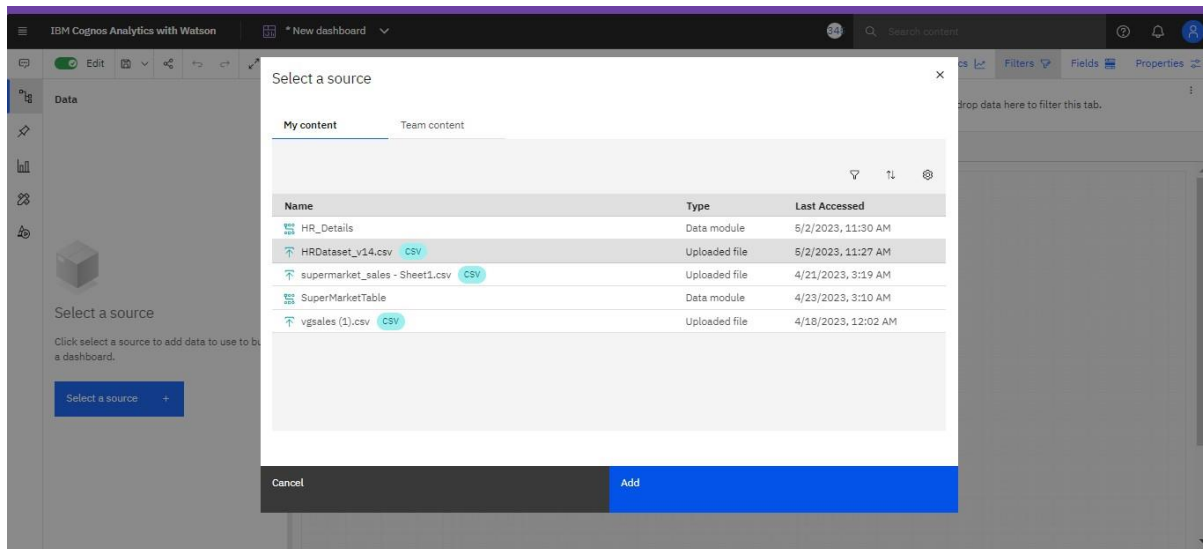 IBM Cognos Analytics with Watson
* New dashboard
34
Search content
Edit
Filters
Fields
Properties
Data
Select a source
drop data here to filter this tab.
My content Team content
Name Type Last Accessed
HR_Details Data module 5/2/2023, 11:30 AM
HRDataset_v14.csv CSV Uploaded file 5/2/2023, 11:27 AM
supermarket_sales - Sheet1.csv CSV Uploaded file 4/21/2023, 3:19 AM
SuperMarketTable Data module 4/23/2023, 3:10 AM
vgsales (1).csv CSV Uploaded file 4/18/2023, 12:02 AM
Select a source
Click select a source to add data to use to bu
a dashboard.
Select a source +
Cancel Add